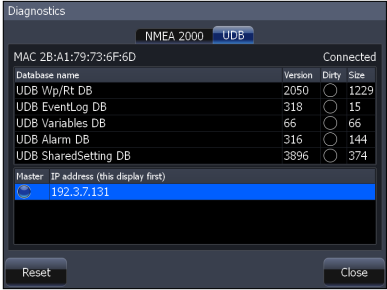 Diagnostics
NMEA 2000 UDB
MAC 2B:A1:79:73:6F:6D Connected
Database name Version Dirty Size
UDB Wp/Rt DB 2050 1229
UDB EventLog DB 318 15
UDB Variables DB 66 66
UDB Alarm DB 316 144
UDB SharedSetting DB 3896 374
Master IP address (this display first)
192.3.7.131
Reset Close